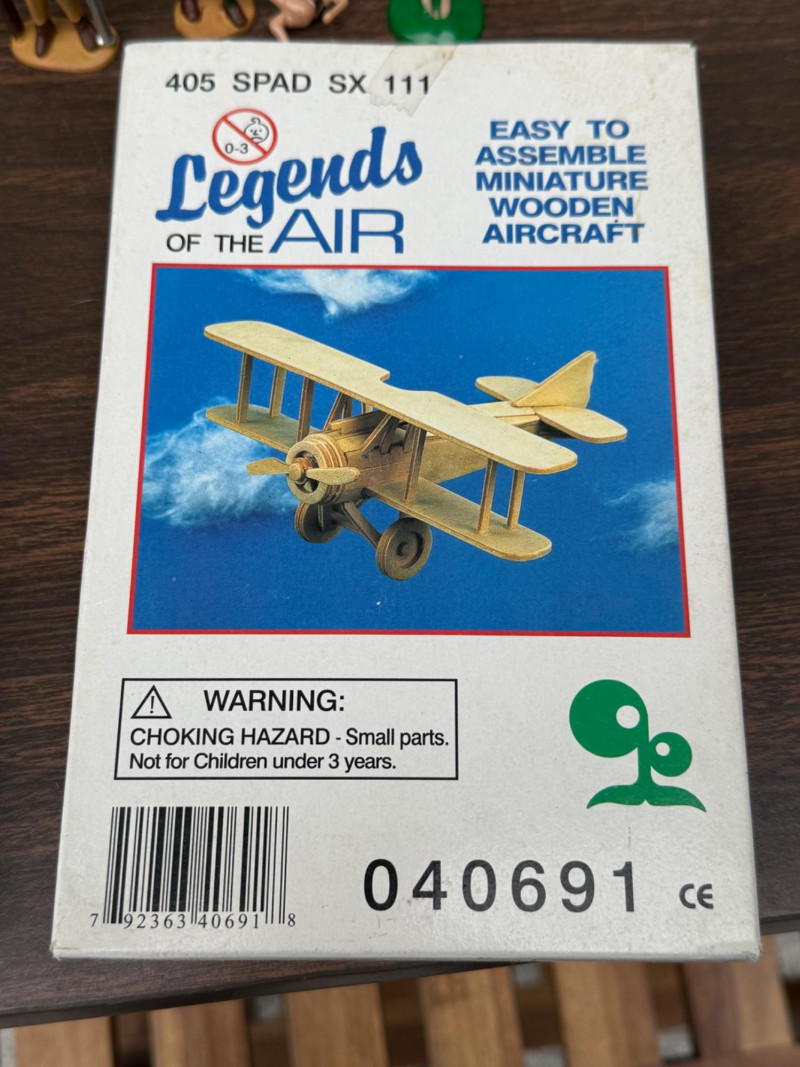 405 SPAD SX 111
0-3
Legends
OF THE AIR
EASY TO
ASSEMBLE
MINIATURE
WOODEN
AIRCRAFT
WARNING:
CHOKING HAZARD - Small parts.
Not for Children under 3 years.
7 92363 40691 8
040691 CE